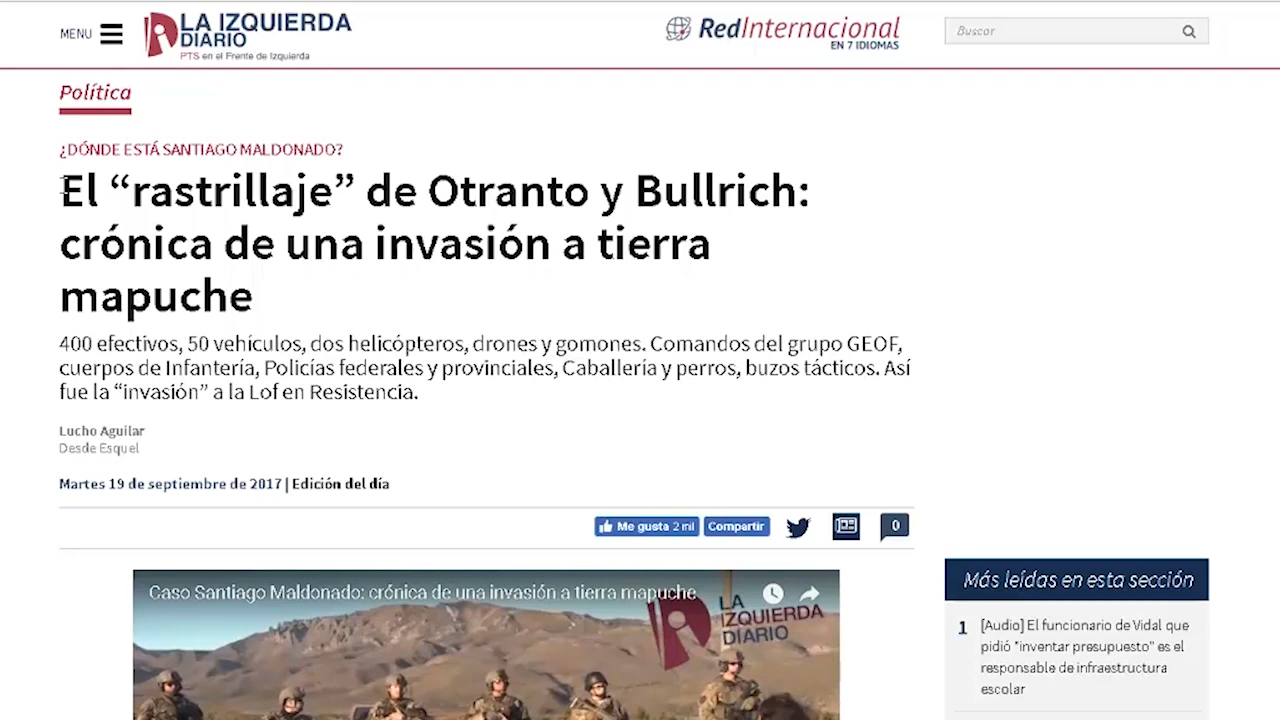 MENU
LA IZQUIERDA
DIARIO
PTS en el Frente de Izquierda
RedInternacional
EN 7 IDIOMAS
Buscar
Política
¿DÓNDE ESTÁ SANTIAGO MALDONADO?
El “rastrillaje” de Otranto y Bullrich:
crónica de una invasión a tierra
mapuche
400 efectivos, 50 vehículos, dos helicópteros, drones y gomones. Comandos del grupo GEOF,
cuerpos de Infantería, Policías federales y provinciales, Caballería y perros, buzos tácticos. Así
fue la “invasión” a la Lof en Resistencia.
Lucho Aguilar
Desde Esquel
Martes 19 de septiembre de 2017 | Edición del día
Me gusta 2 mil
Compartir
0
Caso Santiago Maldonado: crónica de una invasión a tierra mapuche
LA
IZQUIERDA
DIARIO
Más leídas en esta sección
1 [Audio] El funcionario de Vidal que
pidió "inventar presupuesto" es el
responsable de infraestructura
escolar